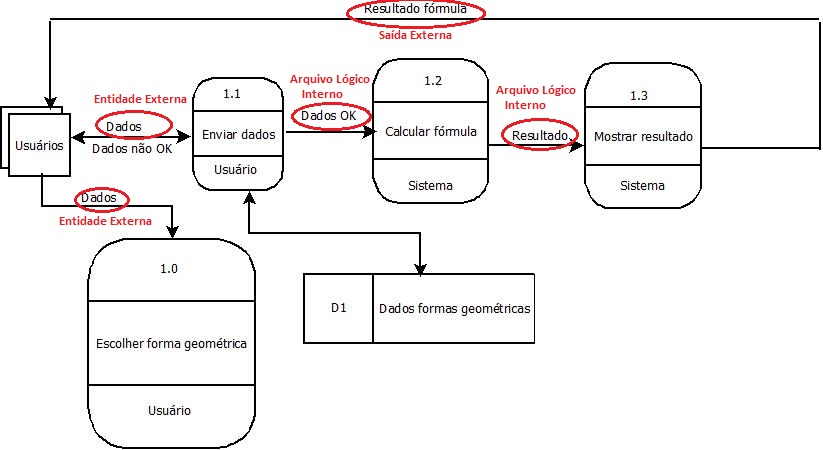 Resultado fórmula
Saída Externa
Entidade Externa
Dados
Dados não OK
Usuários
1.1
Enviar dados
Usuário
Arquivo Lógico
Interno
Dados OK
1.2
Calcular fórmula
Sistema
Arquivo Lógico
Interno
Resultado
1.3
Mostrar resultado
Sistema
Dados
Entidade Externa
1.0
Escolher forma geométrica
Usuário
D1
Dados formas geométricas